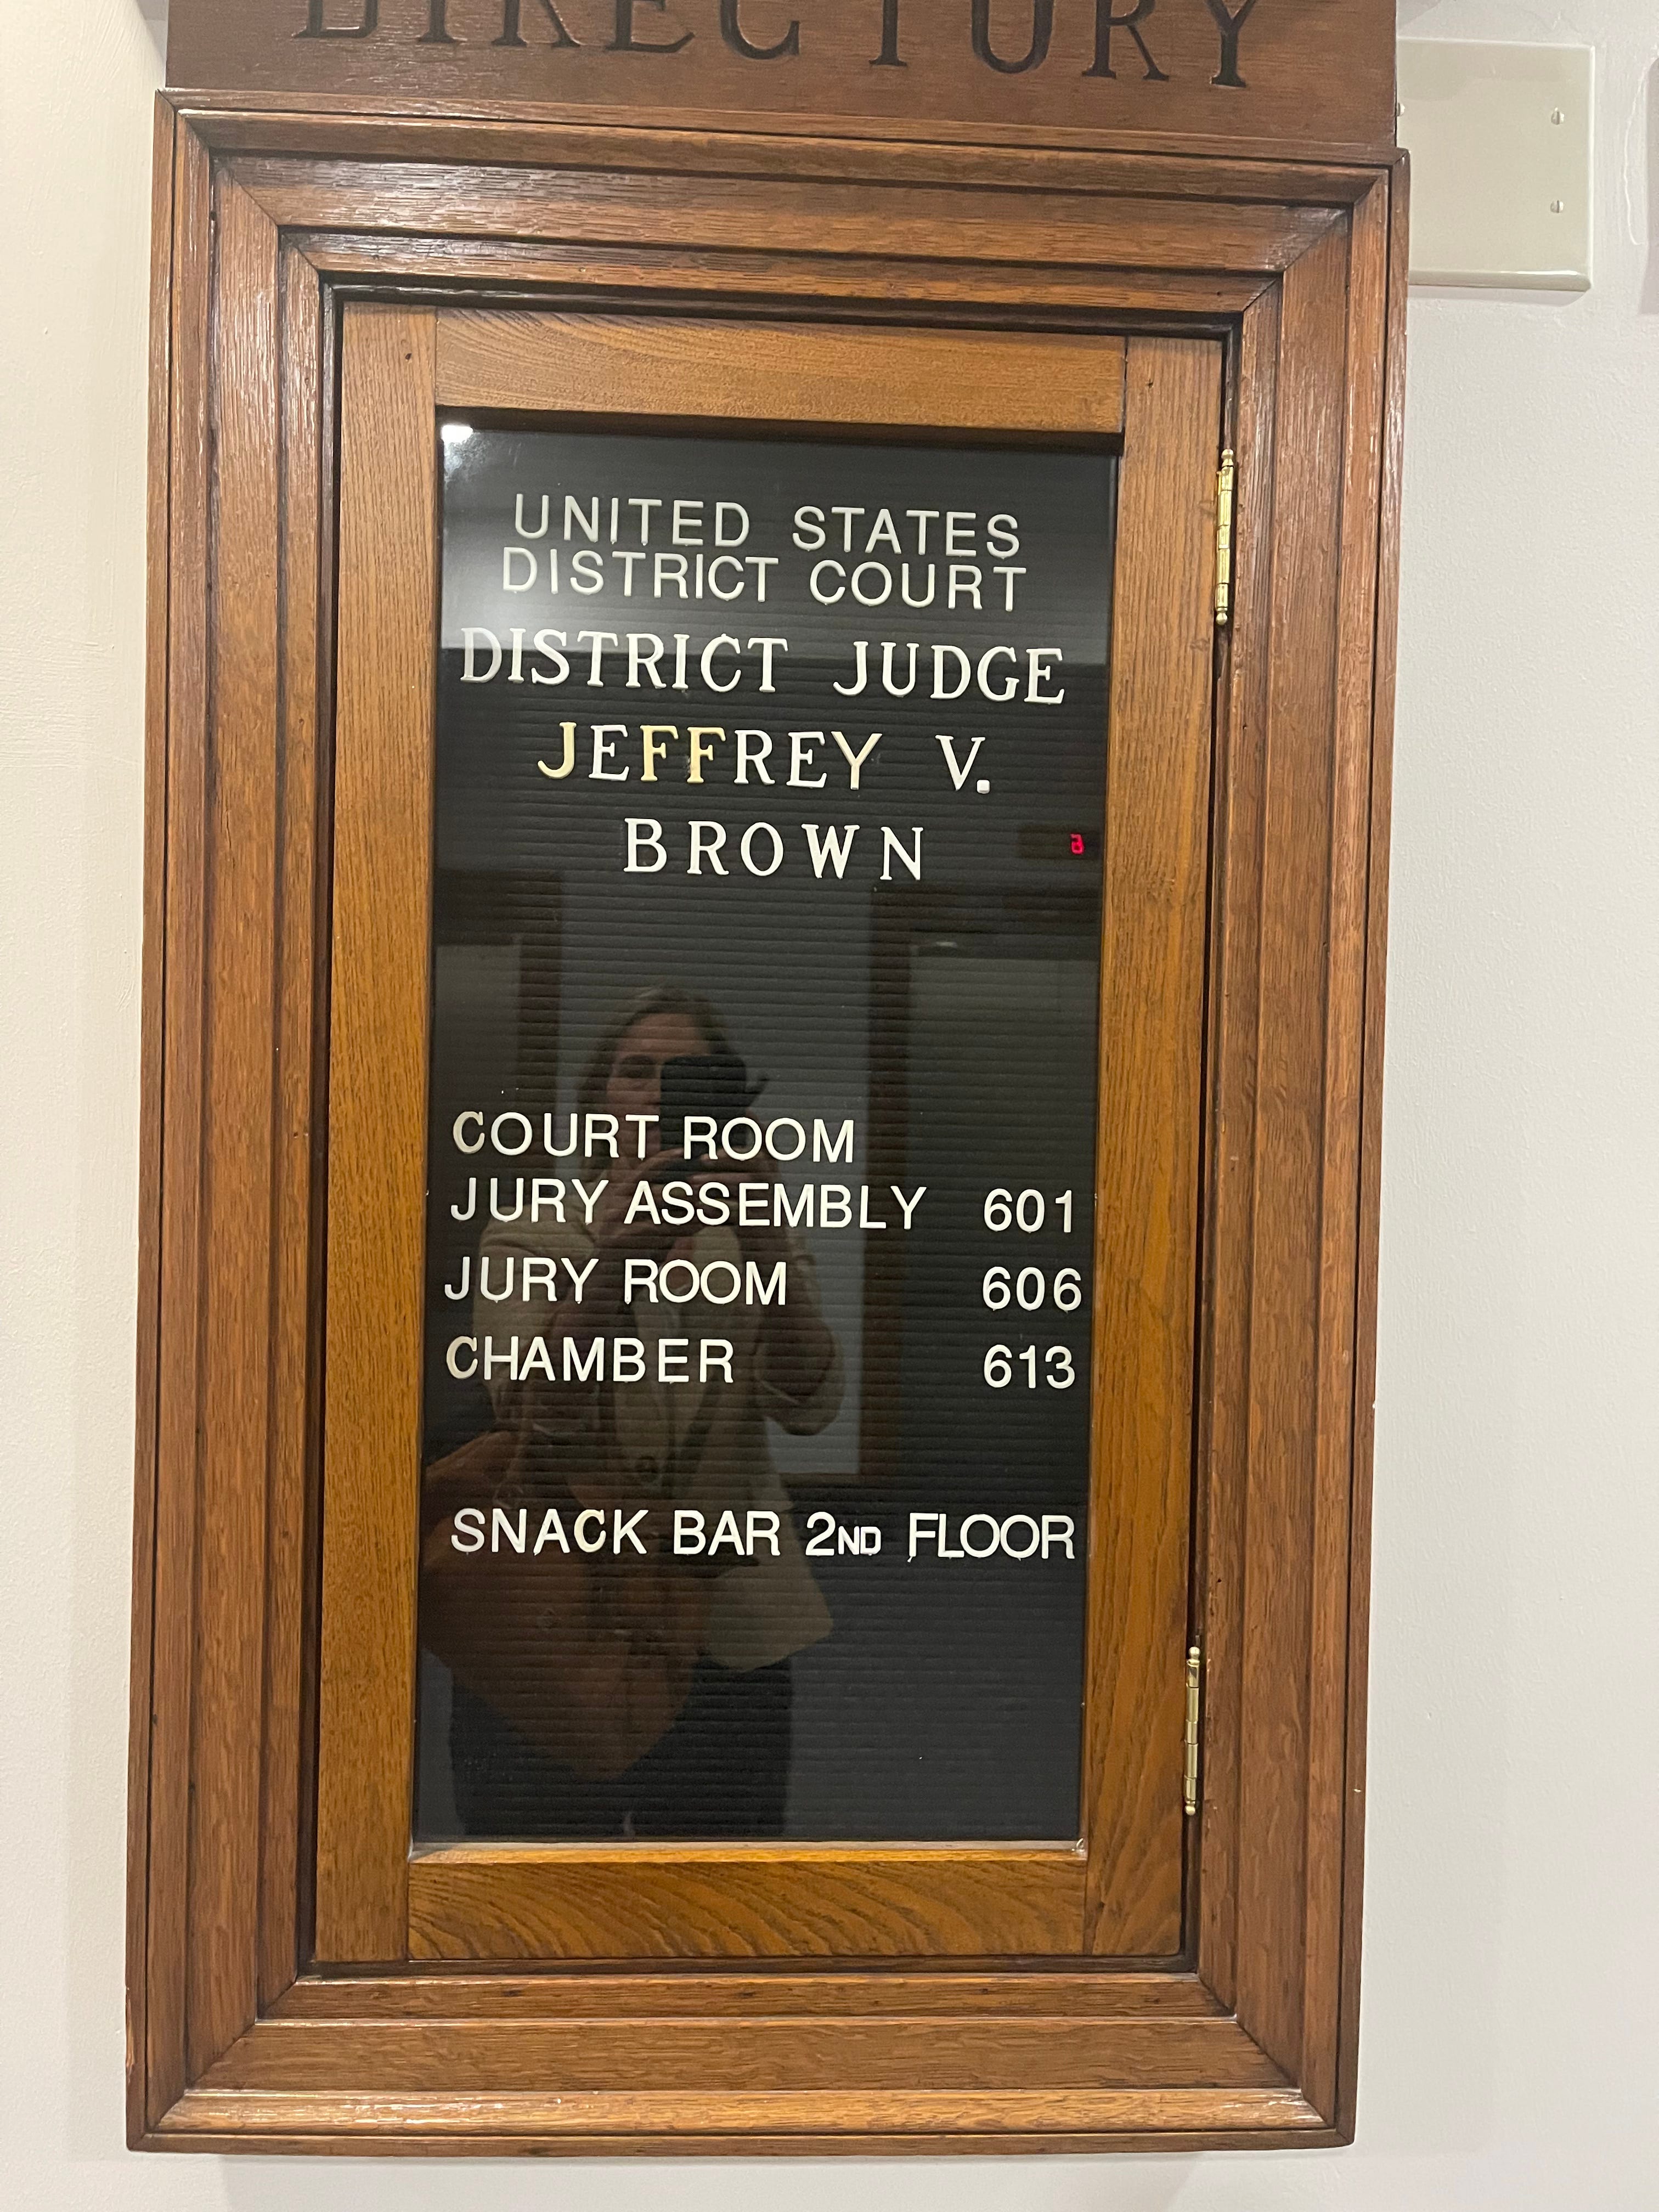 DIRECTORY
UNITED STATES
DISTRICT COURT
DISTRICT JUDGE
JEFFREY V.
BROWN
COURT ROOM
JURY ASSEMBLY 601
JURY ROOM 606
CHAMBER 613
SNACK BAR 2ND FLOOR